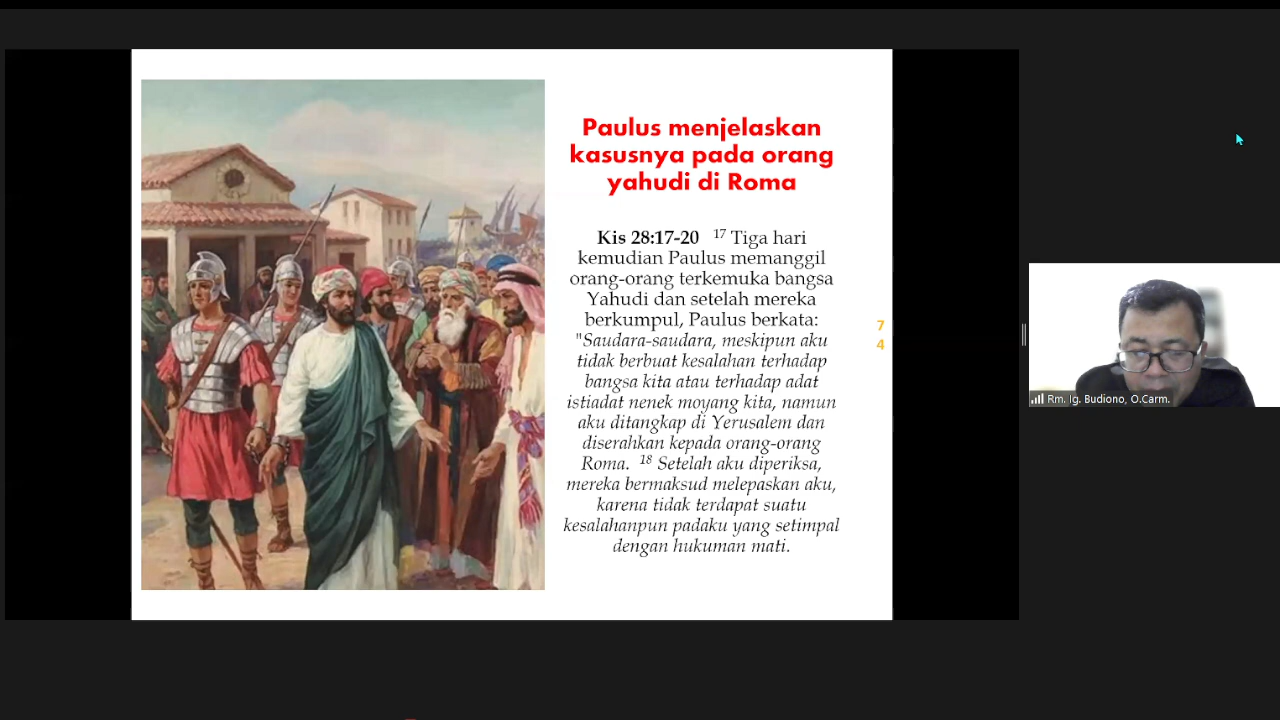 Paulus menjelaskan
kasusnya pada orang
yahudi di Roma
Kis 28:17-20 17 Tiga hari
kemudian Paulus memanggil
orang-orang terkemuka bangsa
Yahudi dan setelah mereka
berkumpul, Paulus berkata:
"Saudara-saudara, meskipun aku
tidak berbuat kesalahan terhadap
bangsa kita atau terhadap adat
istiadat nenek moyang kita, namun
aku ditangkap di Yerusalem dan
diserahkan kepada orang-orang
Roma. 18 Setelah aku diperiksa,
mereka bermaksud melepaskan aku,
karena tidak terdapat suatu
kesalahanpun padaku yang setimpal
dengan hukuman mati.
7
4
Rm. Ig. Budiono, O.Carm.